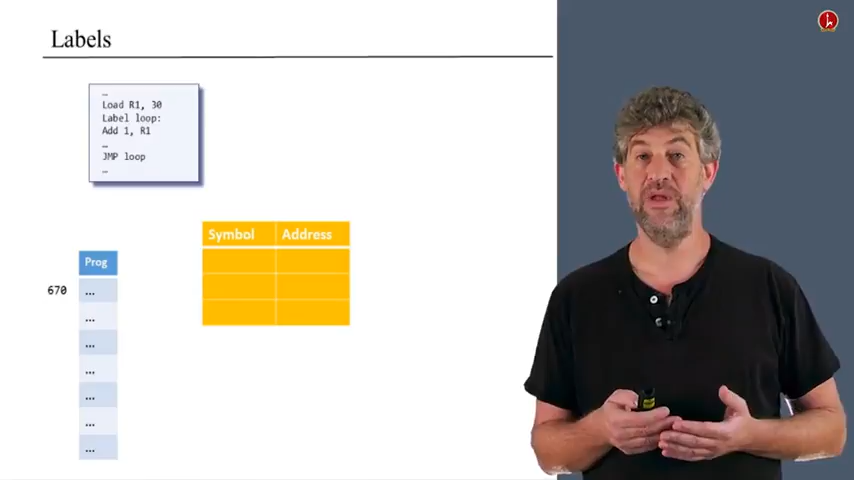 Labels
…
Load R1, 30
Label loop:
Add 1, R1
…
JMP loop
…
Symbol Address
Prog
670 …
…
…
…
…
…
…